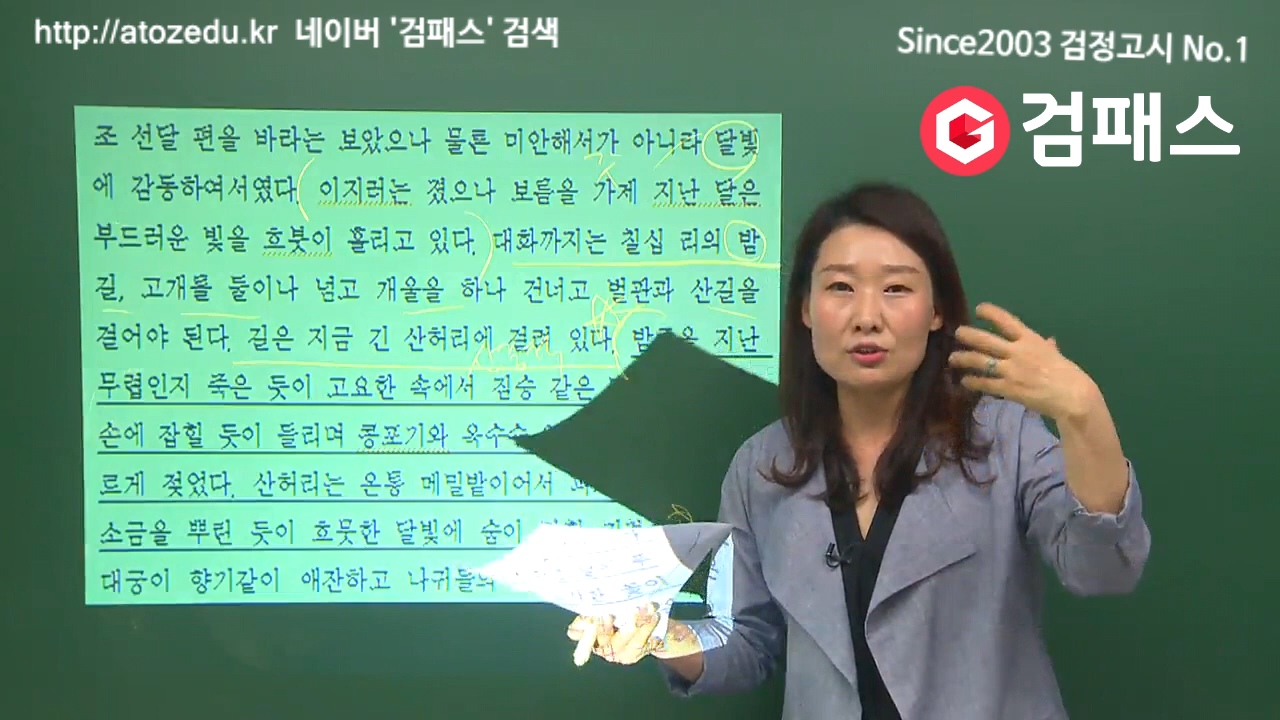 http://atozedu.kr 네이버 '검패스' 검색
Since2003 검정고시 No.1
검패스
조 선달 편을 바라는 보았으나 물론 미안해서가 아니라 달빛
에 감동하여서였다. 이지러는 졌으나 보름을 가제 지난 달은
부드러운 빛을 흐붓이 흘리고 있다. 대화까지는 칠십 리의 밤
길, 고개를 둘이나 넘고 개울을 하나 건너고 벌판과 산길을
걸어야 된다. 길은 지금 긴 산허리에 걸려 있다. 지난
무렵인지 죽은 듯이 고요한 속에서 짐승 같은
손에 잡힐 듯이 들리며 콩포기와 옥수수
르게 젖었다. 산허리는 온통 메밀밭이어서
소금을 뿌린 듯이 흐뭇한 달빛에 숨이
대궁이 향기같이 애잔하고 나귀들의